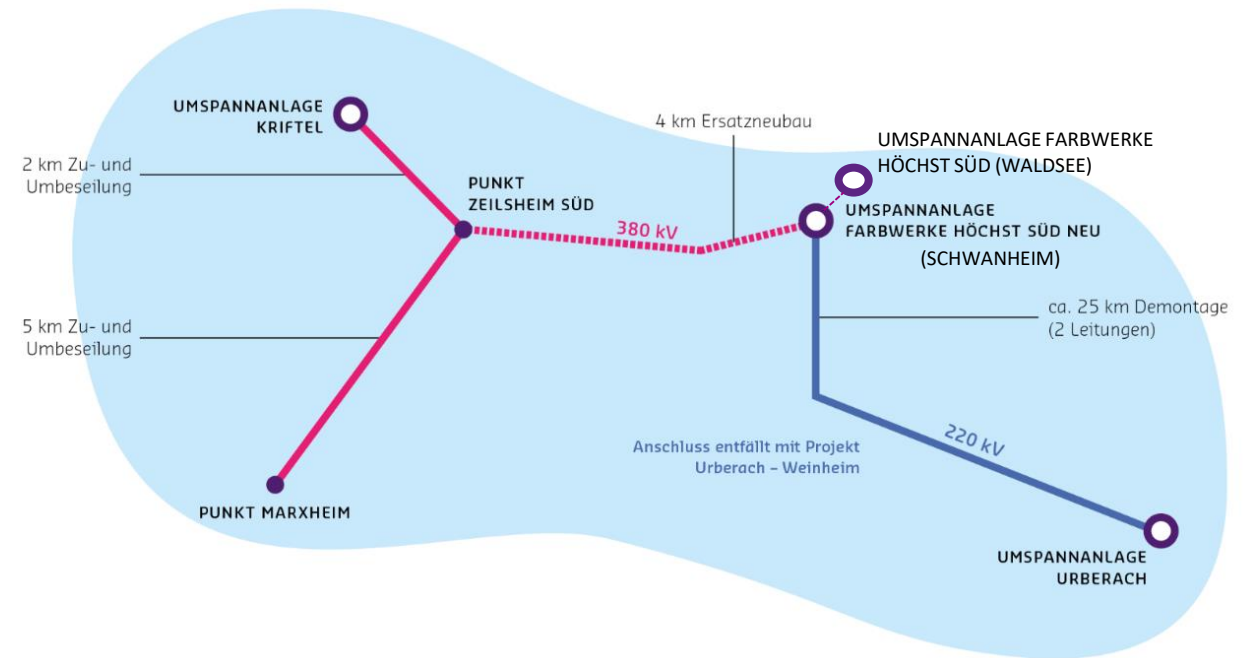 UMSPANNANLAGE
KRIFTEL
4 km Ersatzneubau
UMSPANNANLAGE FARBWERKE
HÖCHST SÜD (WALDSEE)
2 km Zu- und
Umbeseilung
PUNKT
ZEILSHEIM SÜD
380 kV
UMSPANNANLAGE
FARBWERKE HÖCHST SÜD NEU
(SCHWANHEIM)
5 km Zu- und
Umbeseilung
ca. 25 km Demontage
(2 Leitungen)
Anschluss entfällt mit Projekt
Urberach – Weinheim
220 kV
PUNKT MARXHEIM
UMSPANNANLAGE
URBERACH